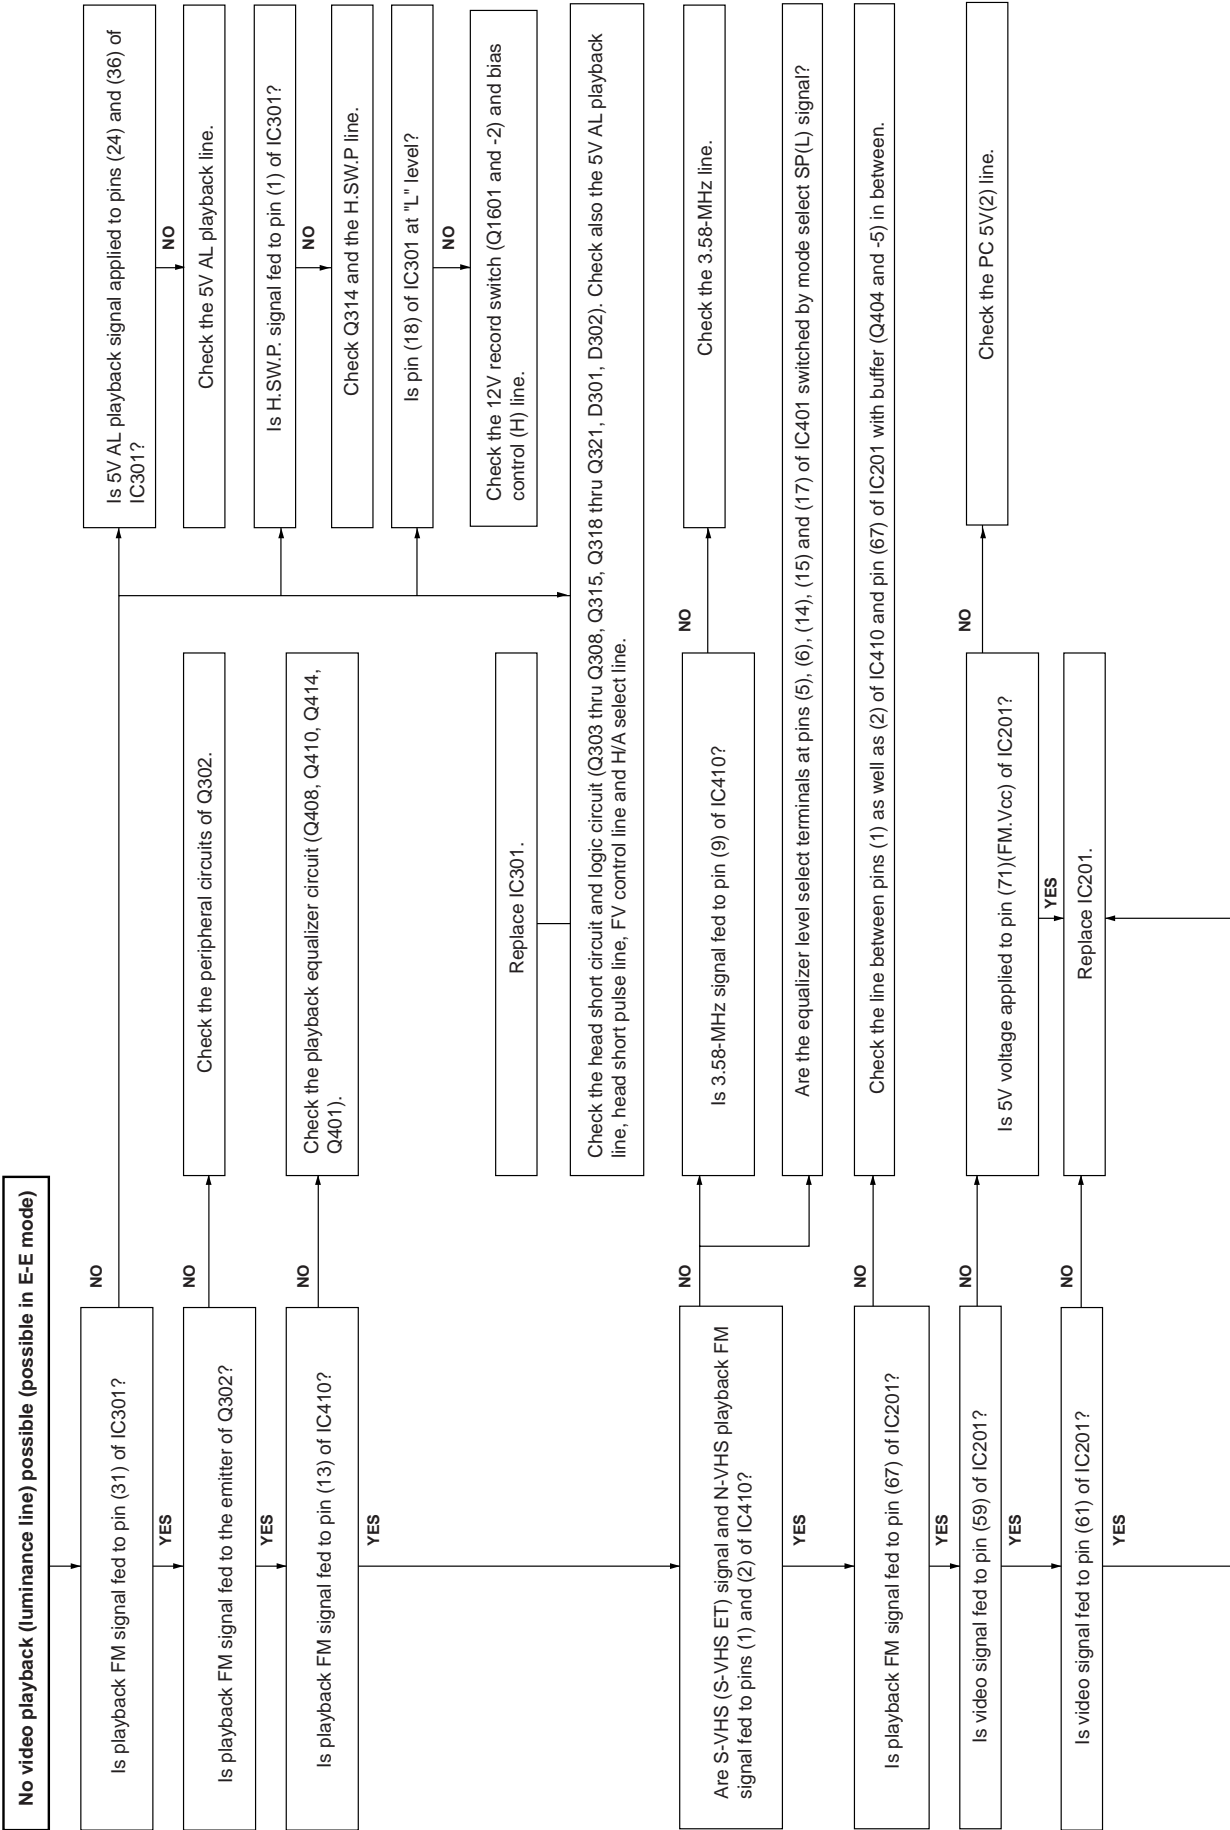 No video playback (luminance line) possible (possible in E-E mode)
Is playback FM signal fed to pin (31) of IC301?
NO
YES
Is 5V AL playback signal applied to pins (24) and (36) of
IC301?
NO
Check the 5V AL playback line.
Is H.SW.P. signal fed to pin (1) of IC301?
NO
Check Q314 and the H.SW.P line.
Is pin (18) of IC301 at "L" level?
NO
Check the 12V record switch (Q1601 and -2) and bias
control (H) line.
Is playback FM signal fed to the emitter of Q302?
NO
YES
Check the peripheral circuits of Q302.
Is playback FM signal fed to pin (13) of IC410?
NO
YES
Check the playback equalizer circuit (Q408, Q410, Q414,
Q401).
Replace IC301.
Check the head short circuit and logic circuit (Q303 thru Q308, Q315, Q318 thru Q321, D301, D302). Check also the 5V AL playback
line, head short pulse line, FV control line and H/A select line.
Are S-VHS (S-VHS ET) signal and N-VHS playback FM
signal fed to pins (1) and (2) of IC410?
NO
YES
Is 3.58-MHz signal fed to pin (9) of IC410?
NO
Check the 3.58-MHz line.
Are the equalizer level select terminals at pins (5), (6), (14), (15) and (17) of IC401 switched by mode select SP(L) signal?
Is playback FM signal fed to pin (67) of IC201?
NO
YES
Check the line between pins (1) as well as (2) of IC410 and pin (67) of IC201 with buffer (Q404 and -5) in between.
Is video signal fed to pin (59) of IC201?
NO
YES
Is 5V voltage applied to pin (71)(FM.Vcc) of IC201?
NO
YES
Check the PC 5V(2) line.
Is video signal fed to pin (61) of IC201?
NO
YES
Replace IC201.